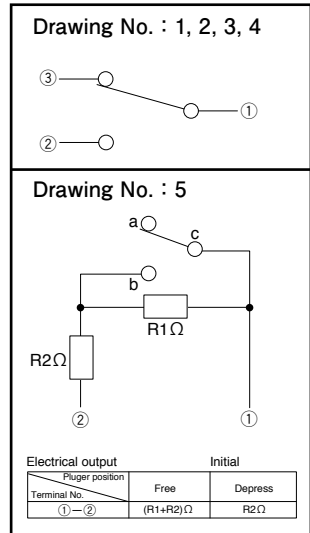 Drawing No. : 1, 2, 3, 4
③
①
②
Drawing No. : 5
a
c
b
R1Ω
R2Ω
② ①
Electrical output Initial
Pluger position
Terminal No. Free Depress
①—② (R1+R2)Ω R2Ω